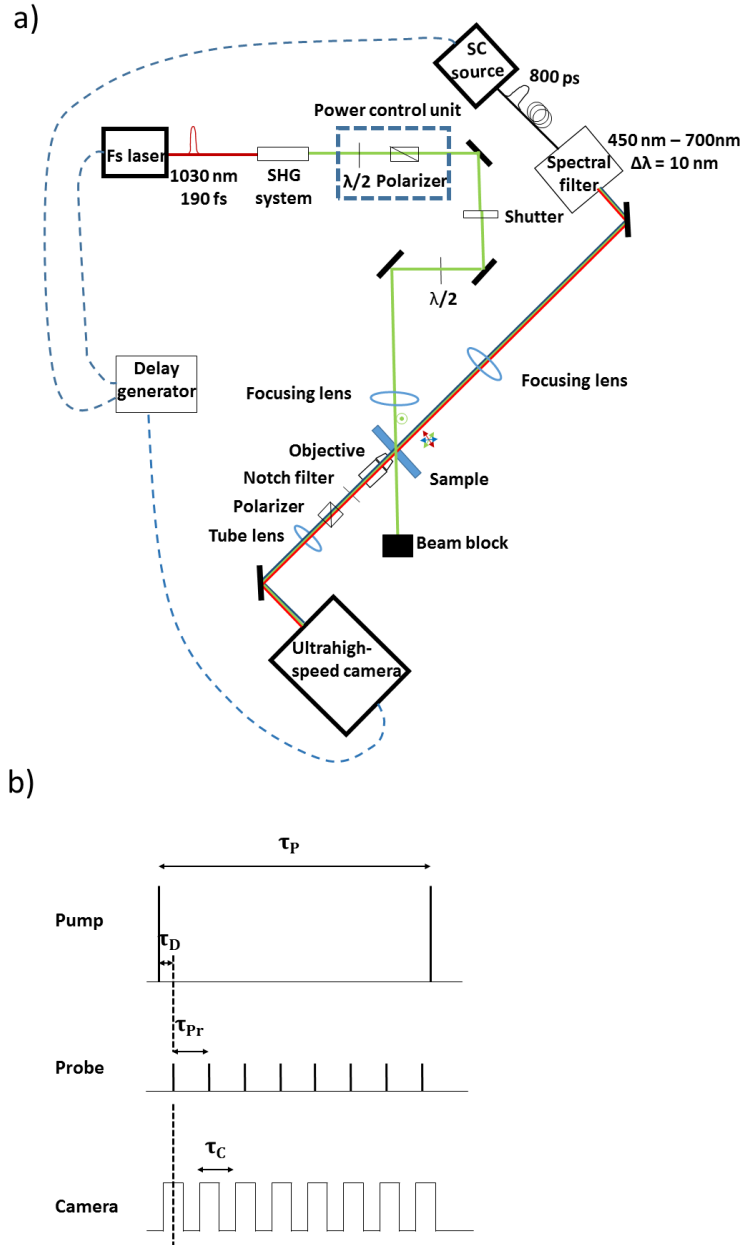 a)
SC
source
800 ps
Power control unit
450 nm – 700nm
Δλ = 10 nm
Fs laser
Spectral
filter
1030 nm
190 fs
SHG
system
λ/2 Polarizer
Shutter
λ/2
Delay
generator
Focusing lens
Focusing lens
Objective
Notch filter
Sample
Polarizer
Tube lens
Beam block
Ultrahigh-
speed camera
b)
τP
Pump
τD
τPr
Probe
τC
Camera